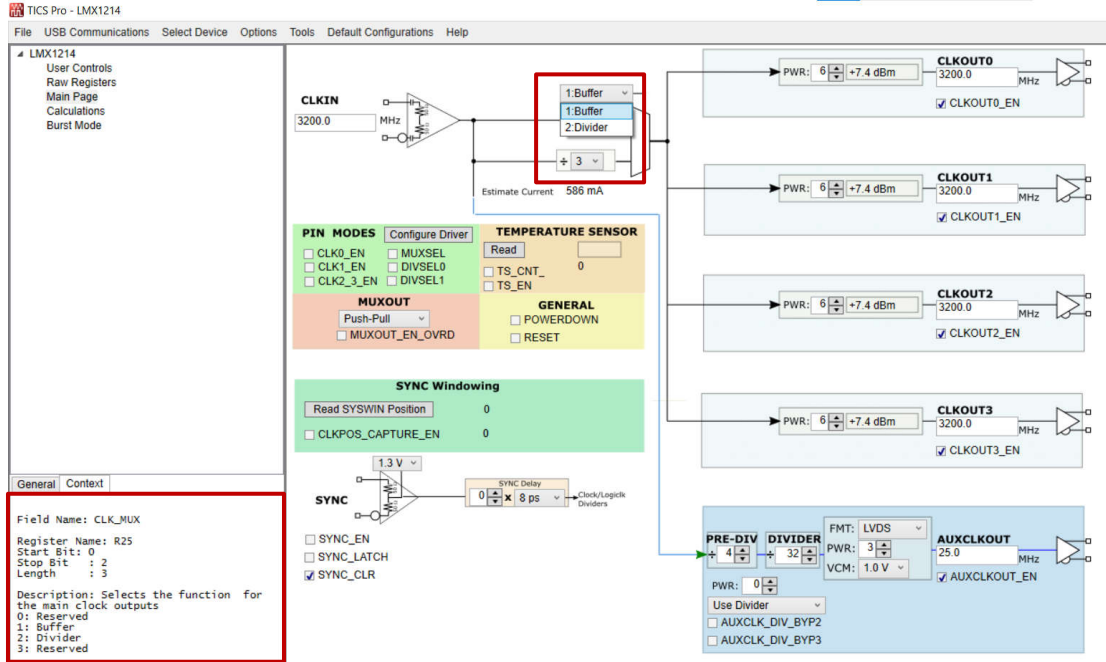 TICS Pro - LMX1214
File USB Communications Select Device Options Tools Default Configurations Help
LMX1214
User Controls
Raw Registers
Main Page
Calculations
Burst Mode
General Context
Field Name: CLK_MUX
Register Name: R25
Start Bit: 0
Stop Bit : 2
Length : 3
Description: Selects the function for
the main clock outputs
0: Reserved
1: Buffer
2: Divider
3: Reserved
CLKIN
3200.0 MHz
1:Buffer
1:Buffer
2:Divider
÷ 3
Estimate Current 586 mA
PIN MODES Configure Driver
CLK0_EN MUXSEL
CLK1_EN DIVSEL0
CLK2_3_EN DIVSEL1
TEMPERATURE SENSOR
Read
TS_CNT_ 0
TS_EN
MUXOUT
Push-Pull
MUXOUT_EN_OVRD
GENERAL
POWERDOWN
RESET
SYNC Windowing
Read SYSWIN Position 0
CLKPOS_CAPTURE_EN 0
1.3 V
SYNC
SYNC Delay
0 x 8 ps
Clock/Logiclk
Dividers
SYNC_EN
SYNC_LATCH
SYNC_CLR
CLKOUT0
PWR: 6 +7.4 dBm 3200.0 MHz
CLKOUT0_EN
CLKOUT1
PWR: 6 +7.4 dBm 3200.0 MHz
CLKOUT1_EN
CLKOUT2
PWR: 6 +7.4 dBm 3200.0 MHz
CLKOUT2_EN
CLKOUT3
PWR: 6 +7.4 dBm 3200.0 MHz
CLKOUT3_EN
PRE-DIV DIVIDER
÷ 4 ÷ 32
FMT: LVDS
PWR: 3
VCM: 1.0 V
AUXCLKOUT
25.0 MHz
AUXCLKOUT_EN
PWR: 0
Use Divider
AUXCLK_DIV_BYP2
AUXCLK_DIV_BYP3